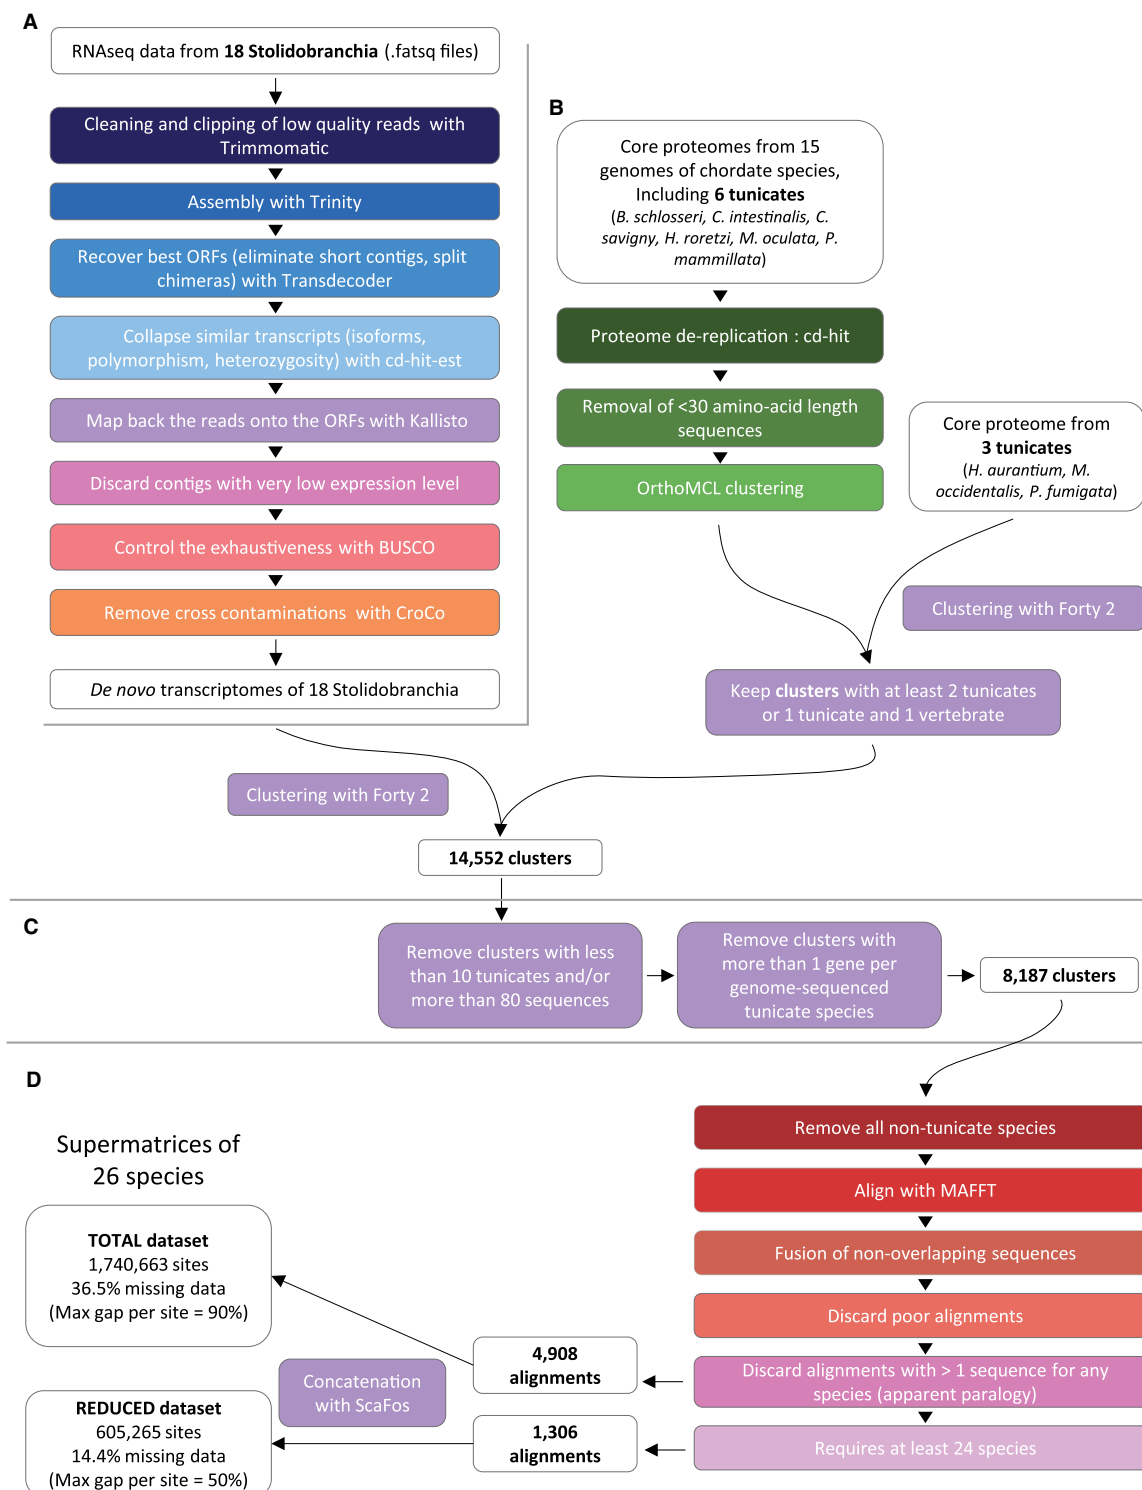 A
RNAseq data from 18 Stolidobranchia (.fatsq files)
Cleaning and clipping of low quality reads with
Trimmomatic
Assembly with Trinity
Recover best ORFs (eliminate short contigs, split
chimeras) with Transdecoder
Collapse similar transcripts (isoforms,
polymorphism, heterozygosity) with cd-hit-est
Map back the reads onto the ORFs with Kallisto
Discard contigs with very low expression level
Control the exhaustiveness with BUSCO
Remove cross contaminations with CroCo
De novo transcriptomes of 18 Stolidobranchia
B
Core proteomes from 15
genomes of chordate species,
Including 6 tunicates
(B. schlosseri, C. intestinalis, C.
savigny, H. roretzi, M. oculata, P.
mammillata)
Proteome de-replication : cd-hit
Removal of <30 amino-acid length
sequences
OrthoMCL clustering
Core proteome from
3 tunicates
(H. aurantium, M.
occidentalis, P. fumigata)
Clustering with Forty 2
Keep clusters with at least 2 tunicates
or 1 tunicate and 1 vertebrate
Clustering with Forty 2
14,552 clusters
C
Remove clusters with less
than 10 tunicates and/or
more than 80 sequences
Remove clusters with
more than 1 gene per
genome-sequenced
tunicate species
8,187 clusters
D
Remove all non-tunicate species
Align with MAFFT
Fusion of non-overlapping sequences
Discard poor alignments
Discard alignments with > 1 sequence for any
species (apparent paralogy)
Requires at least 24 species
4,908
alignments
1,306
alignments
Concatenation
with ScaFos
Supermatrices of
26 species
TOTAL dataset
1,740,663 sites
36.5% missing data
(Max gap per site = 90%)
REDUCED dataset
605,265 sites
14.4% missing data
(Max gap per site = 50%)